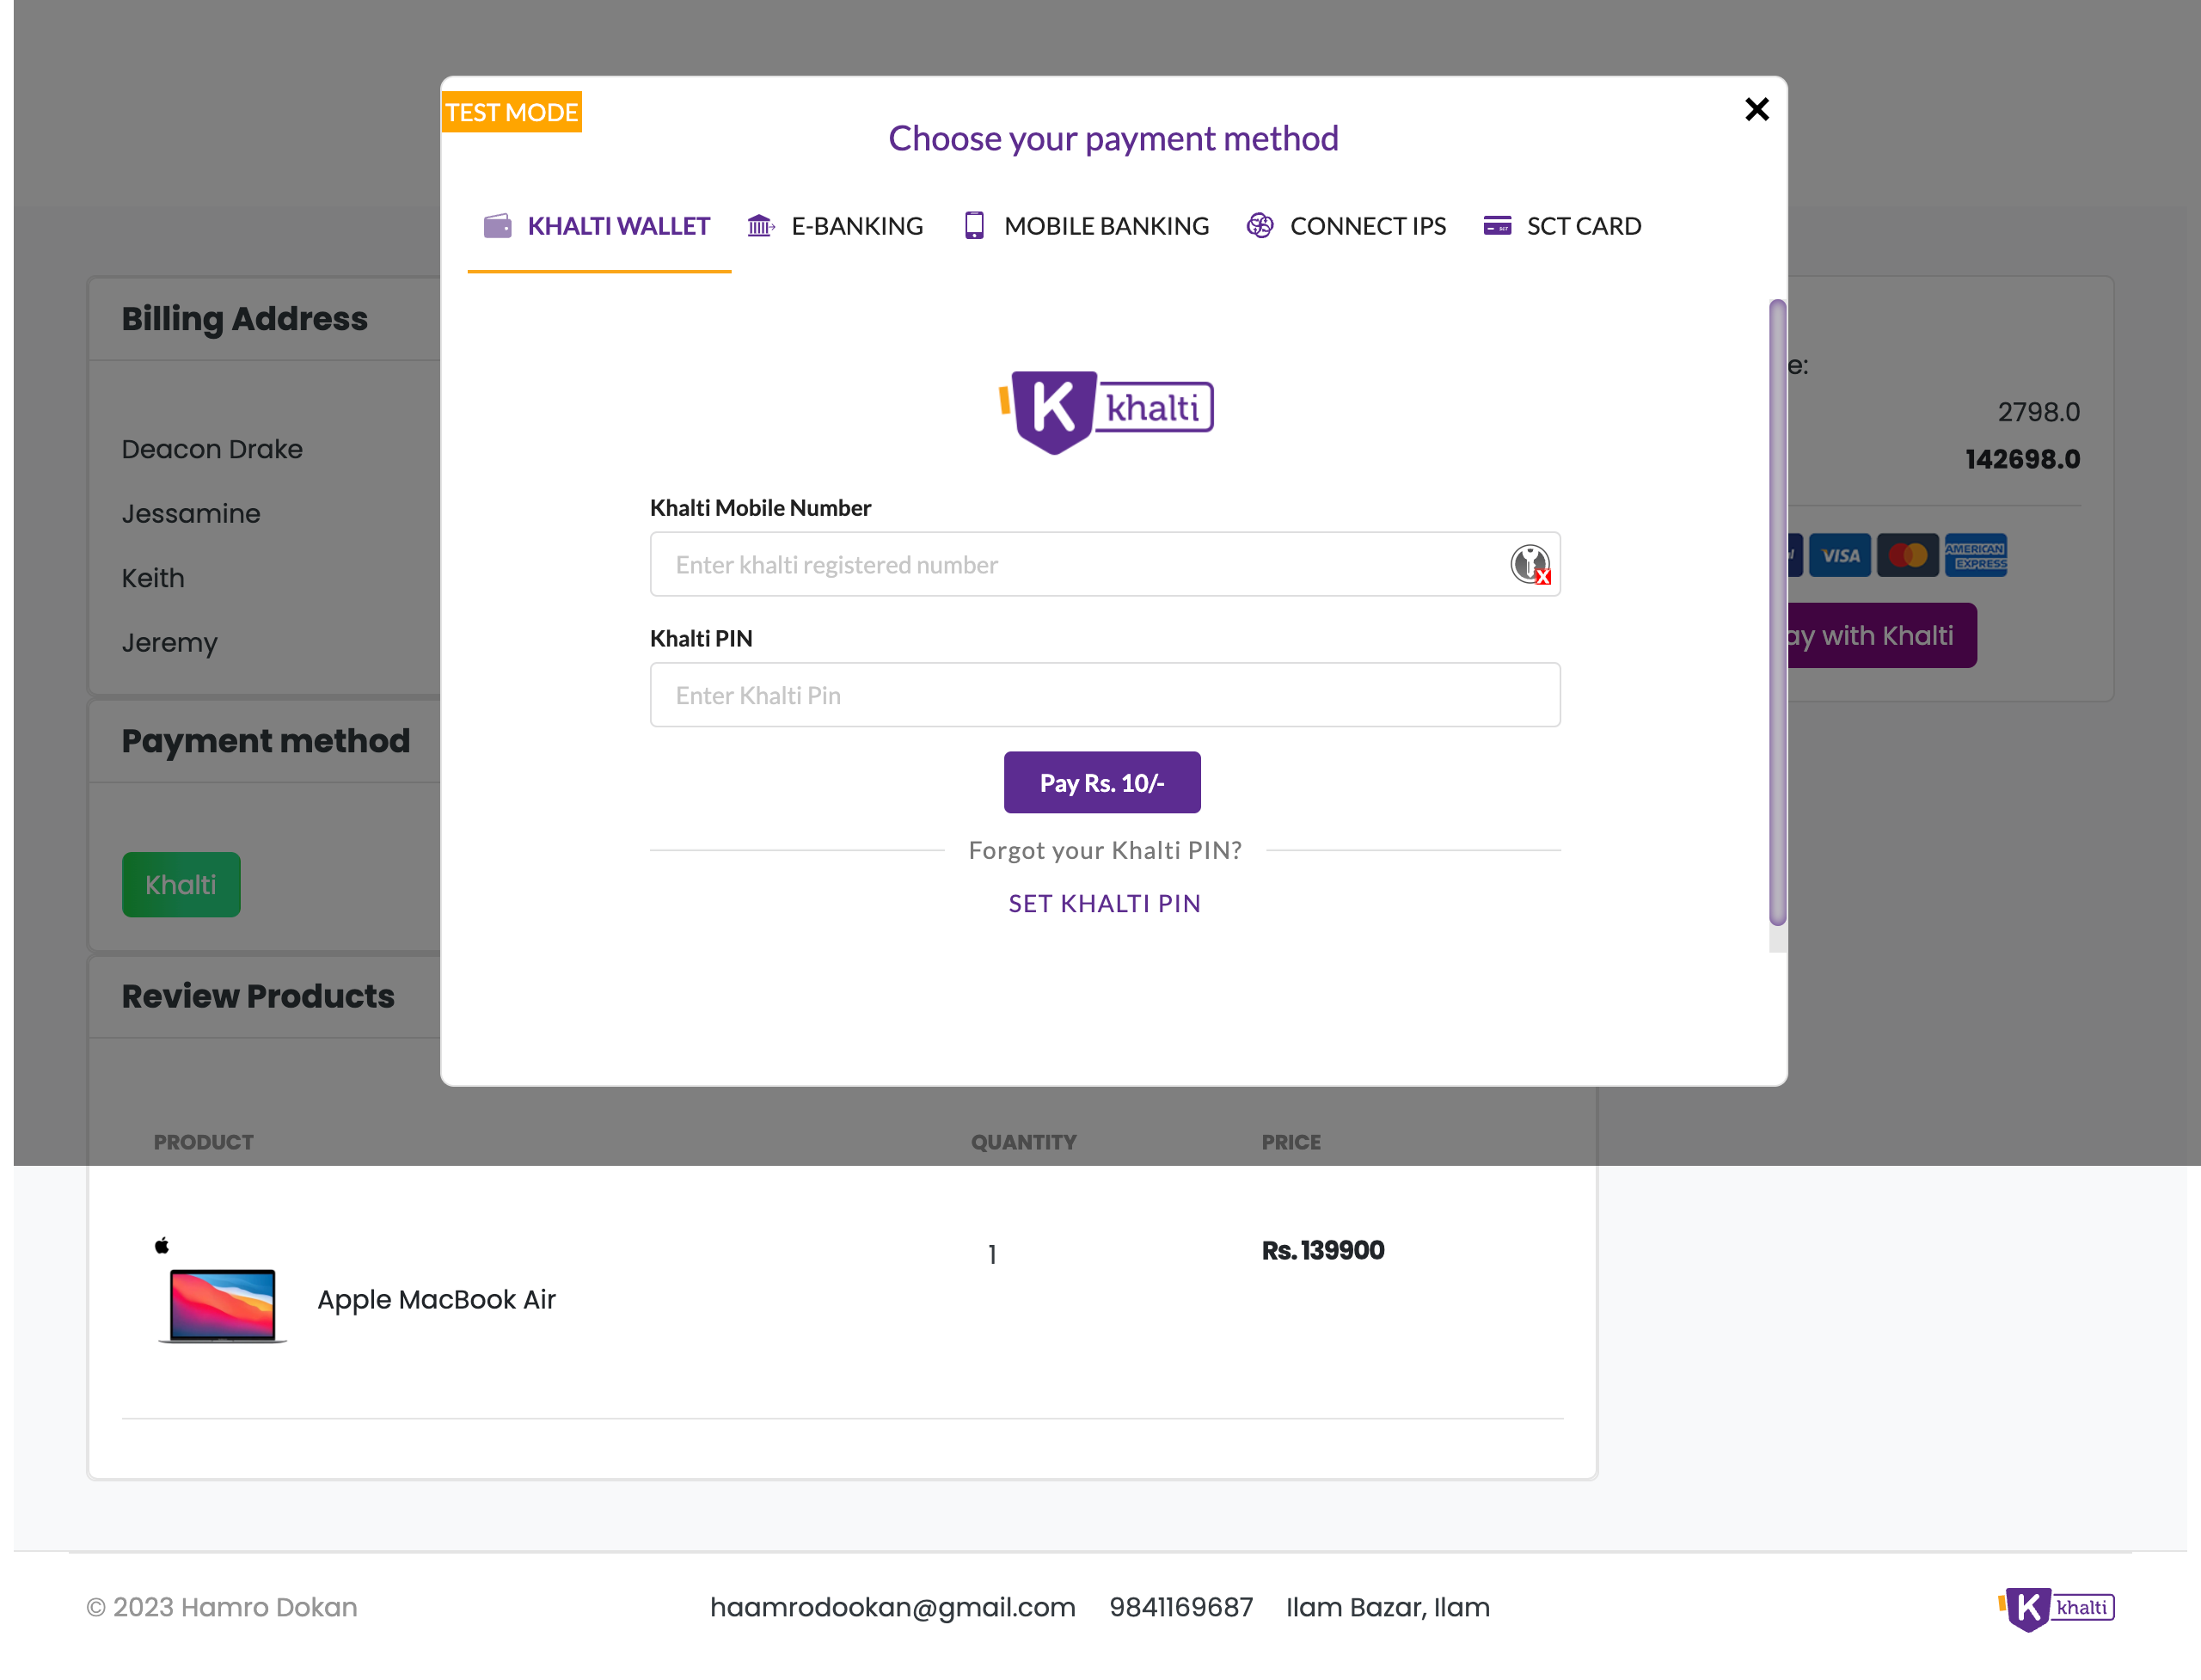 TEST MODE
Choose your payment method
KHALTI WALLET E-BANKING MOBILE BANKING CONNECT IPS SCT CARD
K khalti
Khalti Mobile Number
Enter khalti registered number
Khalti PIN
Enter Khalti Pin
Pay Rs. 10/-
Forgot your Khalti PIN?
SET KHALTI PIN
Billing Address
Deacon Drake
Jessamine
Keith
Jeremy
Payment method
Khalti
e:
2798.0
142698.0
VISA AMERICAN EXPRESS
ay with Khalti
Review Products
PRODUCT QUANTITY PRICE
Apple MacBook Air 1 Rs. 139900
© 2023 Hamro Dokan haamrodookan@gmail.com 9841169687 Ilam Bazar, Ilam K khalti